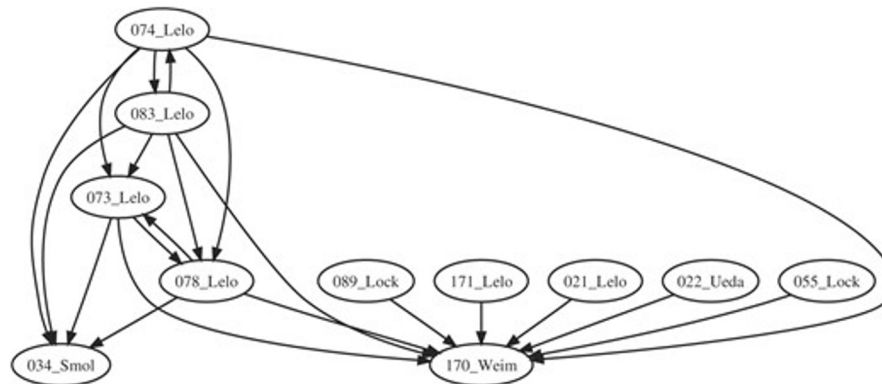 074_Lelo
083_Lelo
073_Lelo
078_Lelo 089_Lock 171_Lelo 021_Lelo 022_Ueda 055_Lock
034_Smol 170_Weim